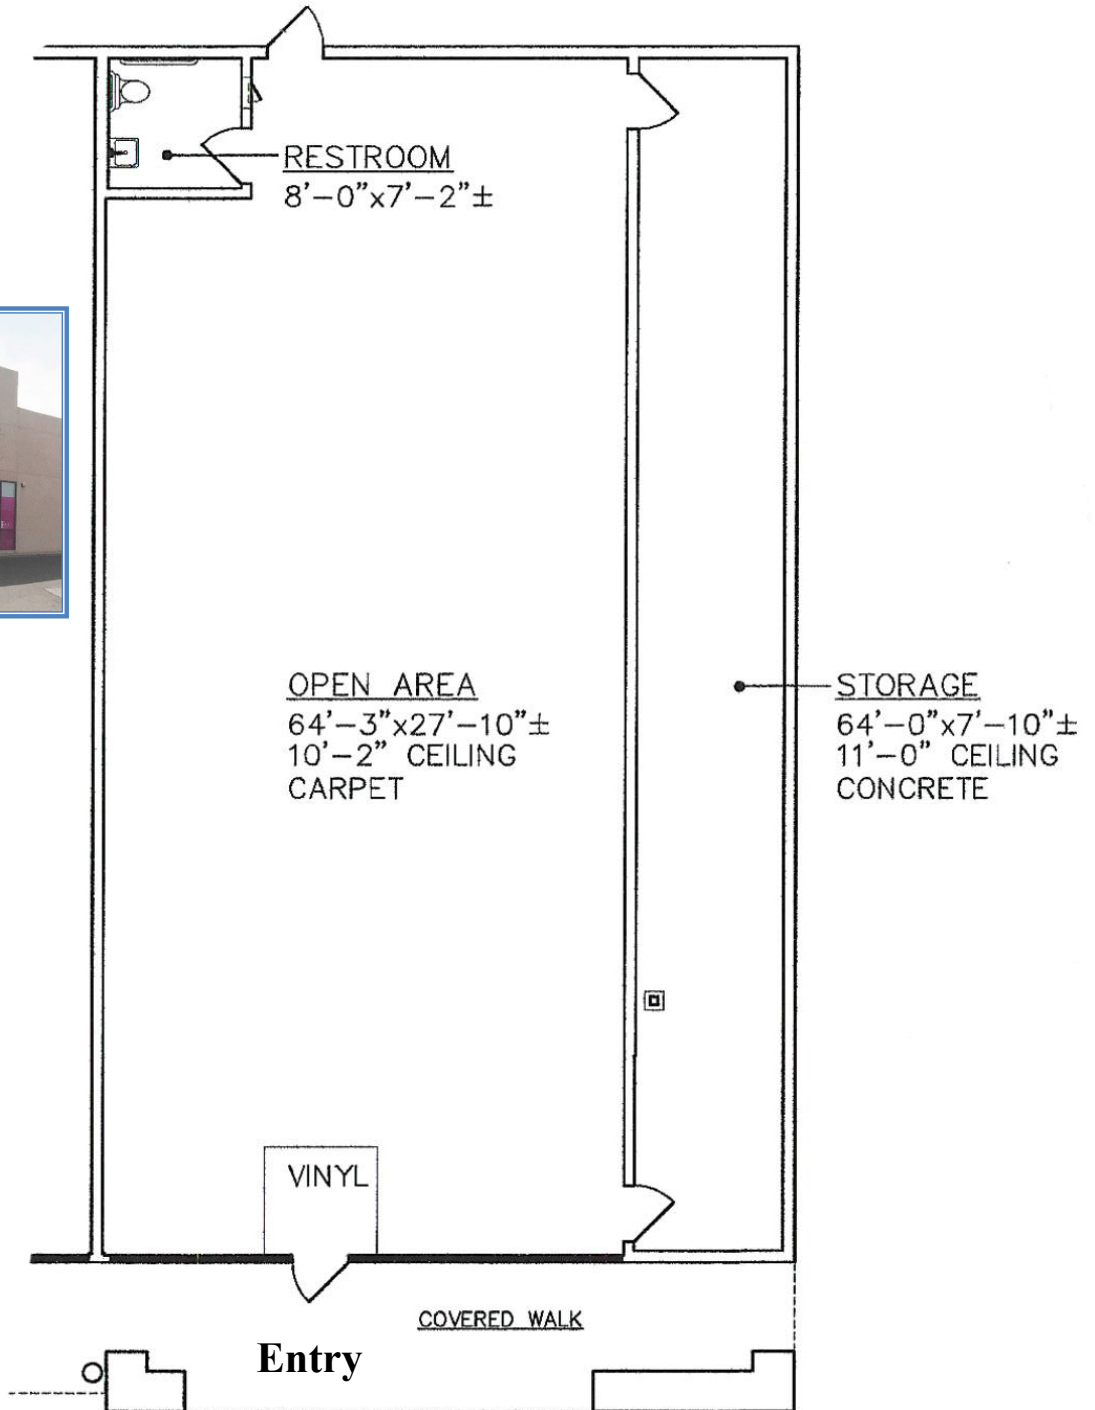 RESTROOM
8'-0"x7'-2"±
OPEN AREA
64'-3"x27'-10"±
10'-2" CEILING
CARPET
STORAGE
64'-0"x7'-10"±
11'-0" CEILING
CONCRETE
VINYL
COVERED WALK
Entry